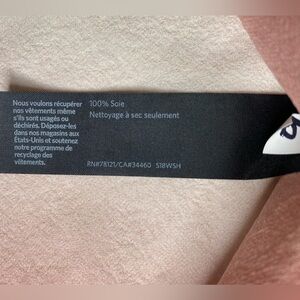 Nous voulons récupérer
nos vêtements même
s'ils sont usagés ou
déchirés. Déposez-les
dans nos magasins aux
États-Unis et soutenez
notre programme de
recyclage des
vêtements.
100% Soie
Nettoyage à sec seulement
RN#78121/CA#34460 S18WSH